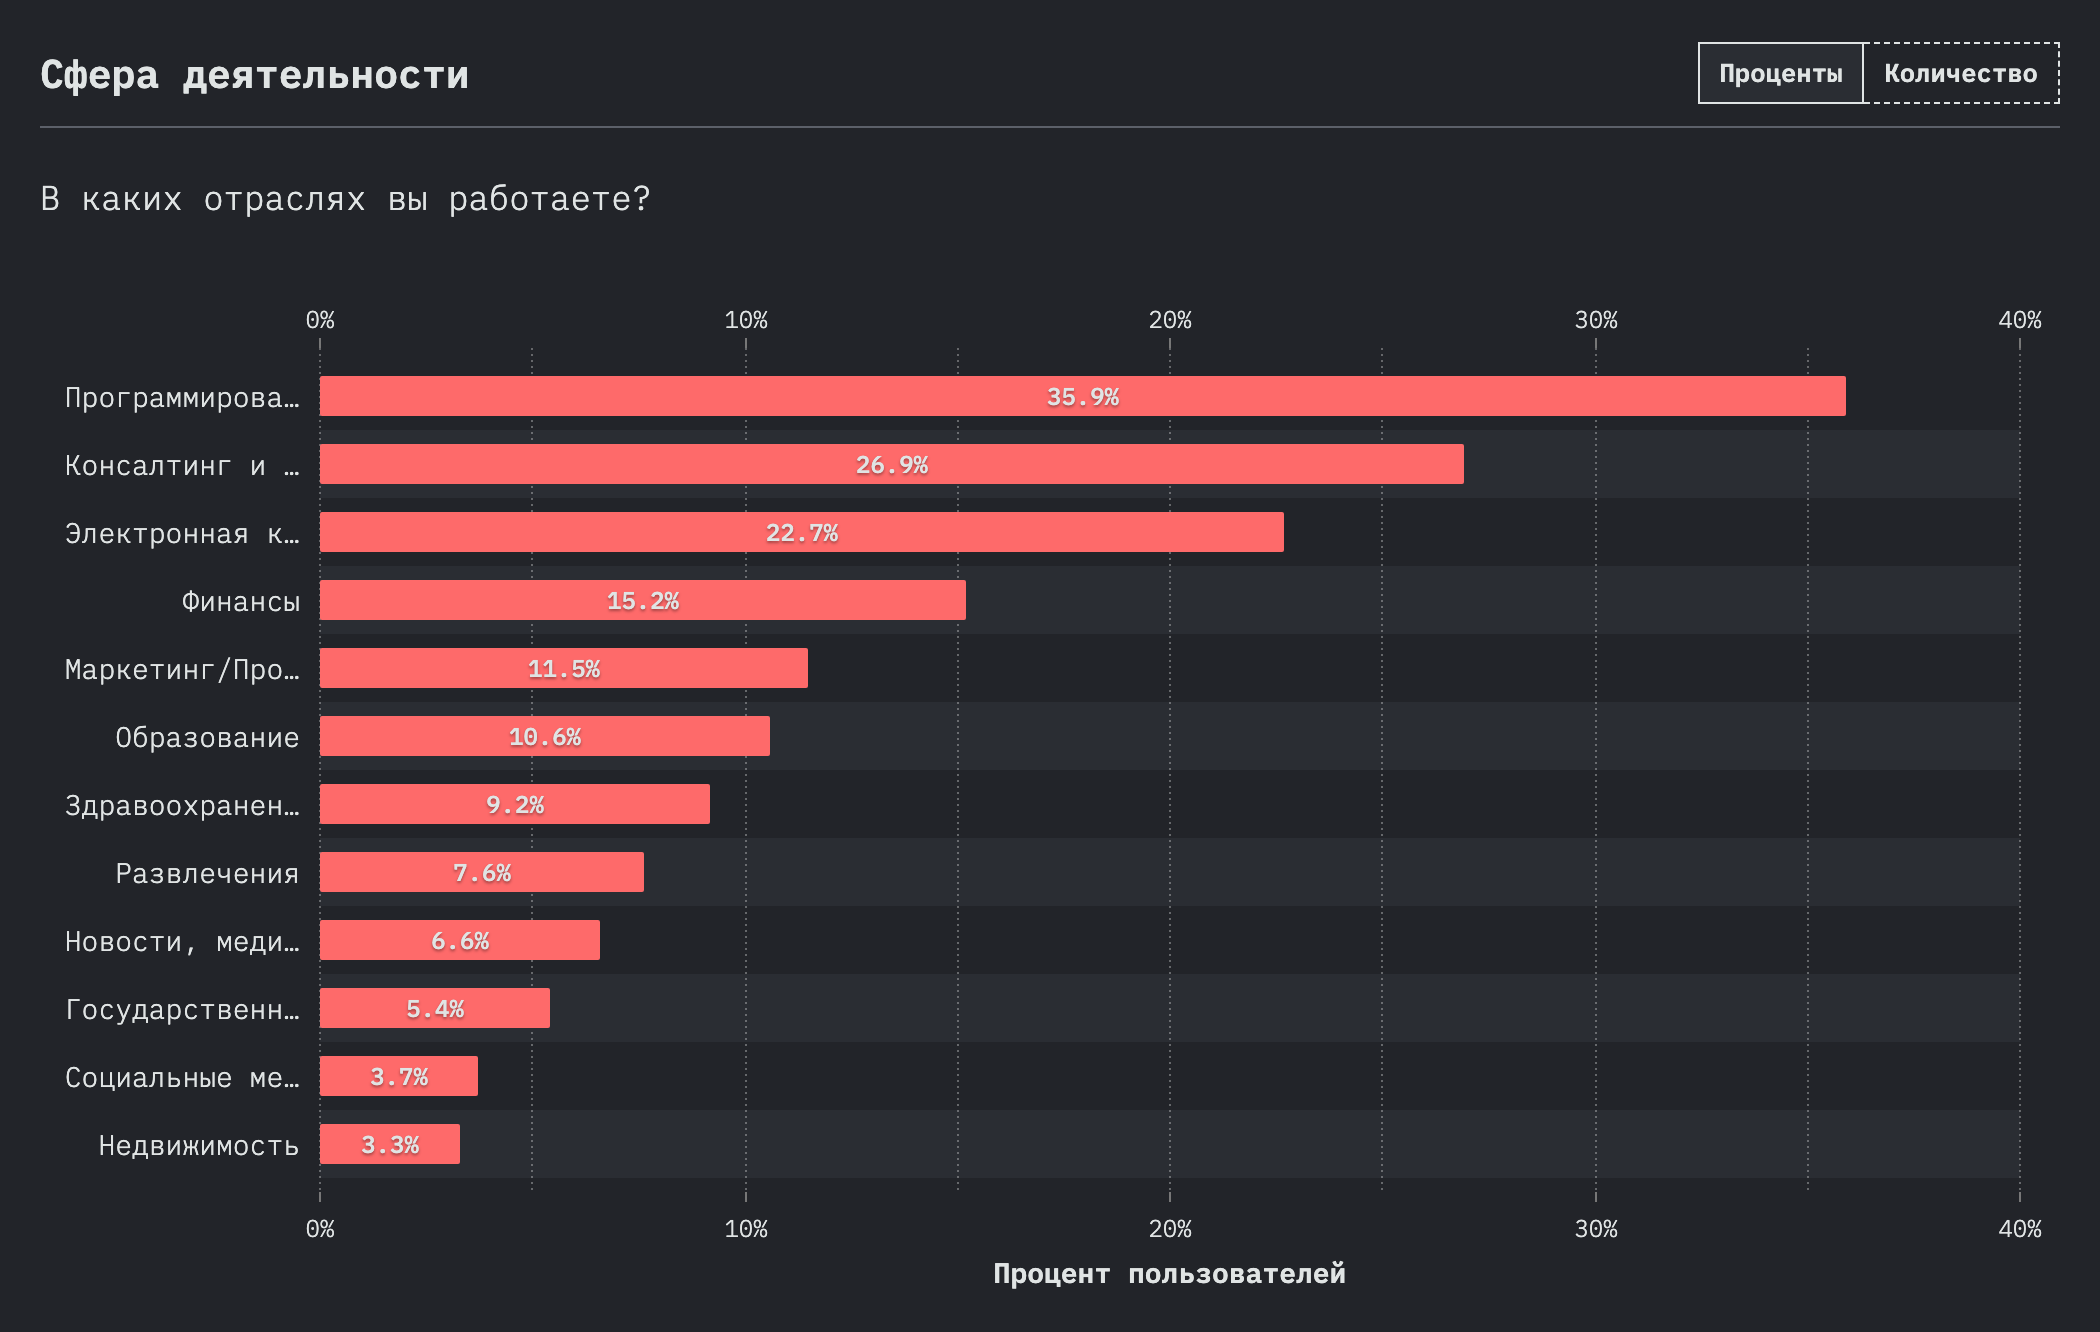 Сфера деятельности
Проценты Количество
В каких отраслях вы работаете?
0% 10% 20% 30% 40%
Программирова… 35.9%
Консалтинг и … 26.9%
Электронная к… 22.7%
Финансы 15.2%
Маркетинг/Про… 11.5%
Образование 10.6%
Здравоохранен… 9.2%
Развлечения 7.6%
Новости, меди… 6.6%
Государственн… 5.4%
Социальные ме… 3.7%
Недвижимость 3.3%
0% 10% 20% 30% 40%
Процент пользователей